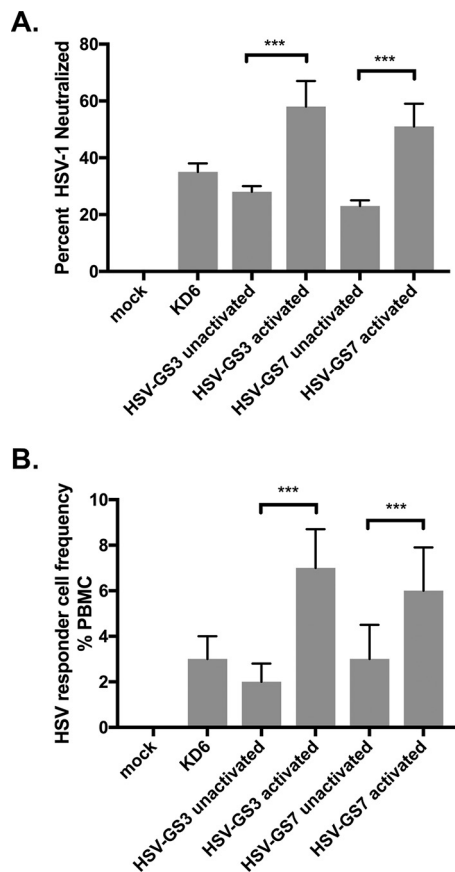 A.
Percent HSV-1 Neutralized
80
60
40
20
0
***
***
mock
KD6
HSV-GS3 unactivated
HSV-GS3 activated
HSV-GS7 unactivated
HSV-GS7 activated
B.
HSV responder cell frequency
% PBMC
10
8
6
4
2
0
***
***
mock
KD6
HSV-GS3 unactivated
HSV-GS3 activated
HSV-GS7 unactivated
HSV-GS7 activated